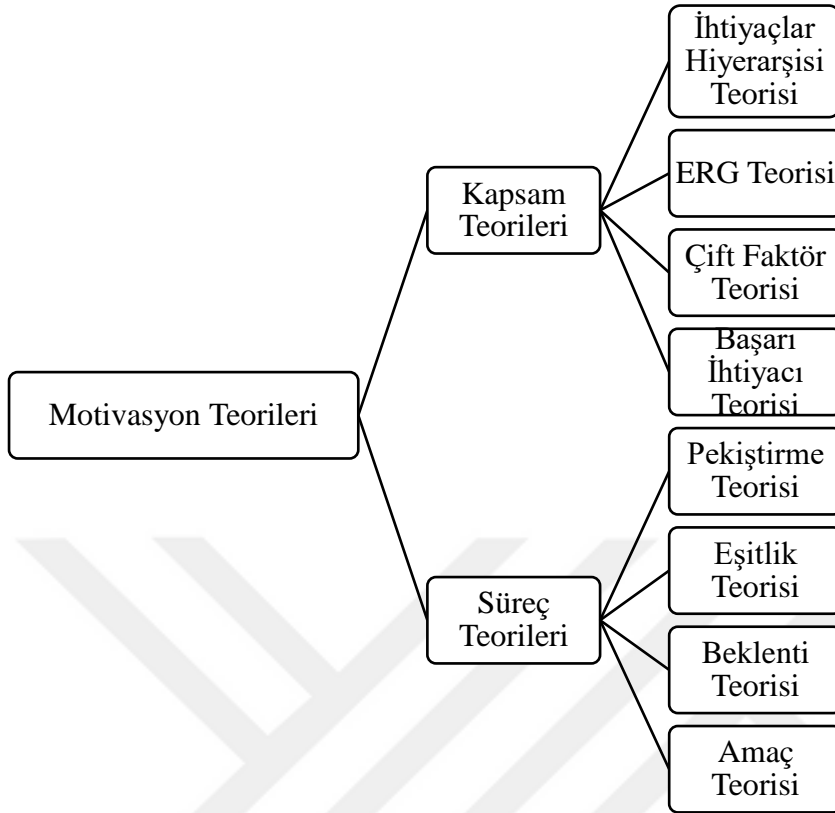 Motivasyon Teorileri
Kapsam
Teorileri
İhtiyaçlar
Hiyerarşisi
Teorisi
ERG Teorisi
Çift Faktör
Teorisi
Başarı
İhtiyacı
Teorisi
Süreç
Teorileri
Pekiştirme
Teorisi
Eşitlik
Teorisi
Beklenti
Teorisi
Amaç
Teorisi